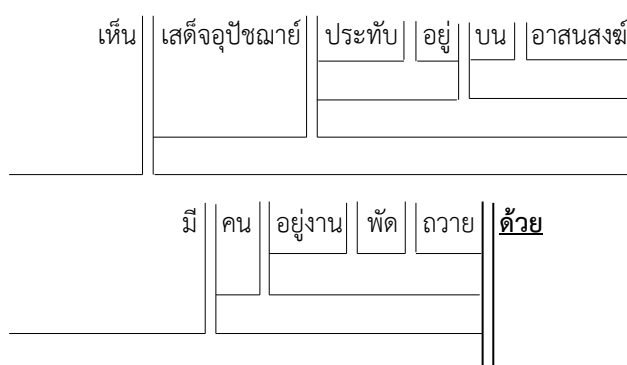 เห็น เสด็จอุปัชฌาย์ ประทับ อยู่ บน อาสนสงฆ์
มี คน อยู่งาน พัด ถวาย ด้วย